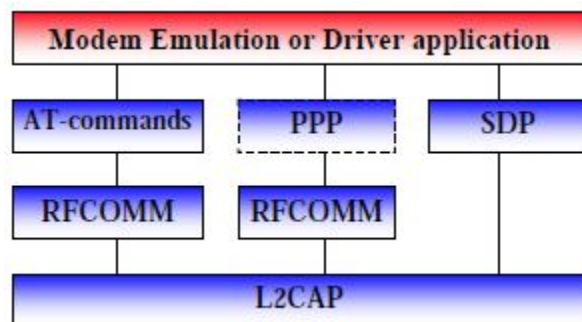 Modem Emulation or Driver application
AT-commands PPP SDP
RFCOMM RFCOMM
L2CAP